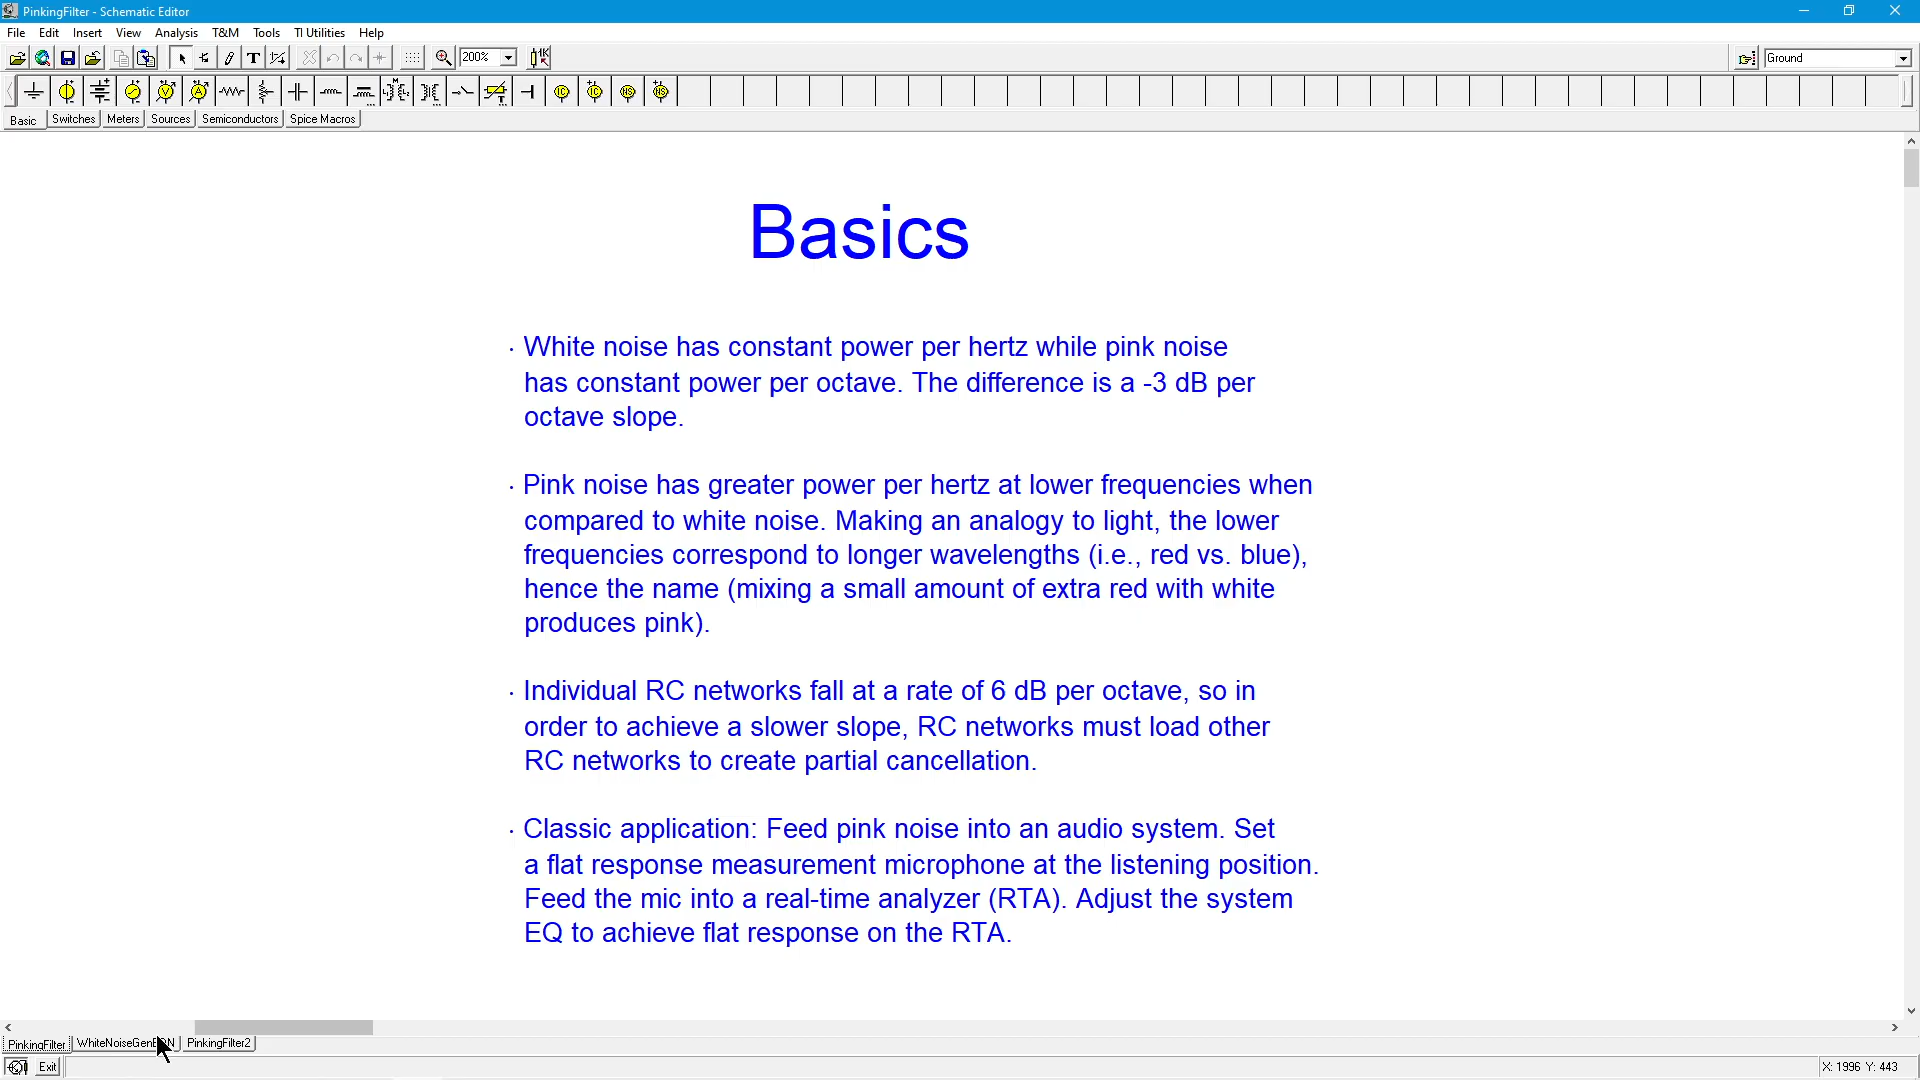 PinkingFilter - Schematic Editor
File Edit Insert View Analysis T&M Tools TI Utilities Help
200%
1K
Ground
Basic Switches Meters Sources Semiconductors Spice Macros
Basics
· White noise has constant power per hertz while pink noise
has constant power per octave. The difference is a -3 dB per
octave slope.
· Pink noise has greater power per hertz at lower frequencies when
compared to white noise. Making an analogy to light, the lower
frequencies correspond to longer wavelengths (i.e., red vs. blue),
hence the name (mixing a small amount of extra red with white
produces pink).
· Individual RC networks fall at a rate of 6 dB per octave, so in
order to achieve a slower slope, RC networks must load other
RC networks to create partial cancellation.
· Classic application: Feed pink noise into an audio system. Set
a flat response measurement microphone at the listening position.
Feed the mic into a real-time analyzer (RTA). Adjust the system
EQ to achieve flat response on the RTA.
PinkingFilter PinkingFilter2
Exit X: 1996 Y: 443